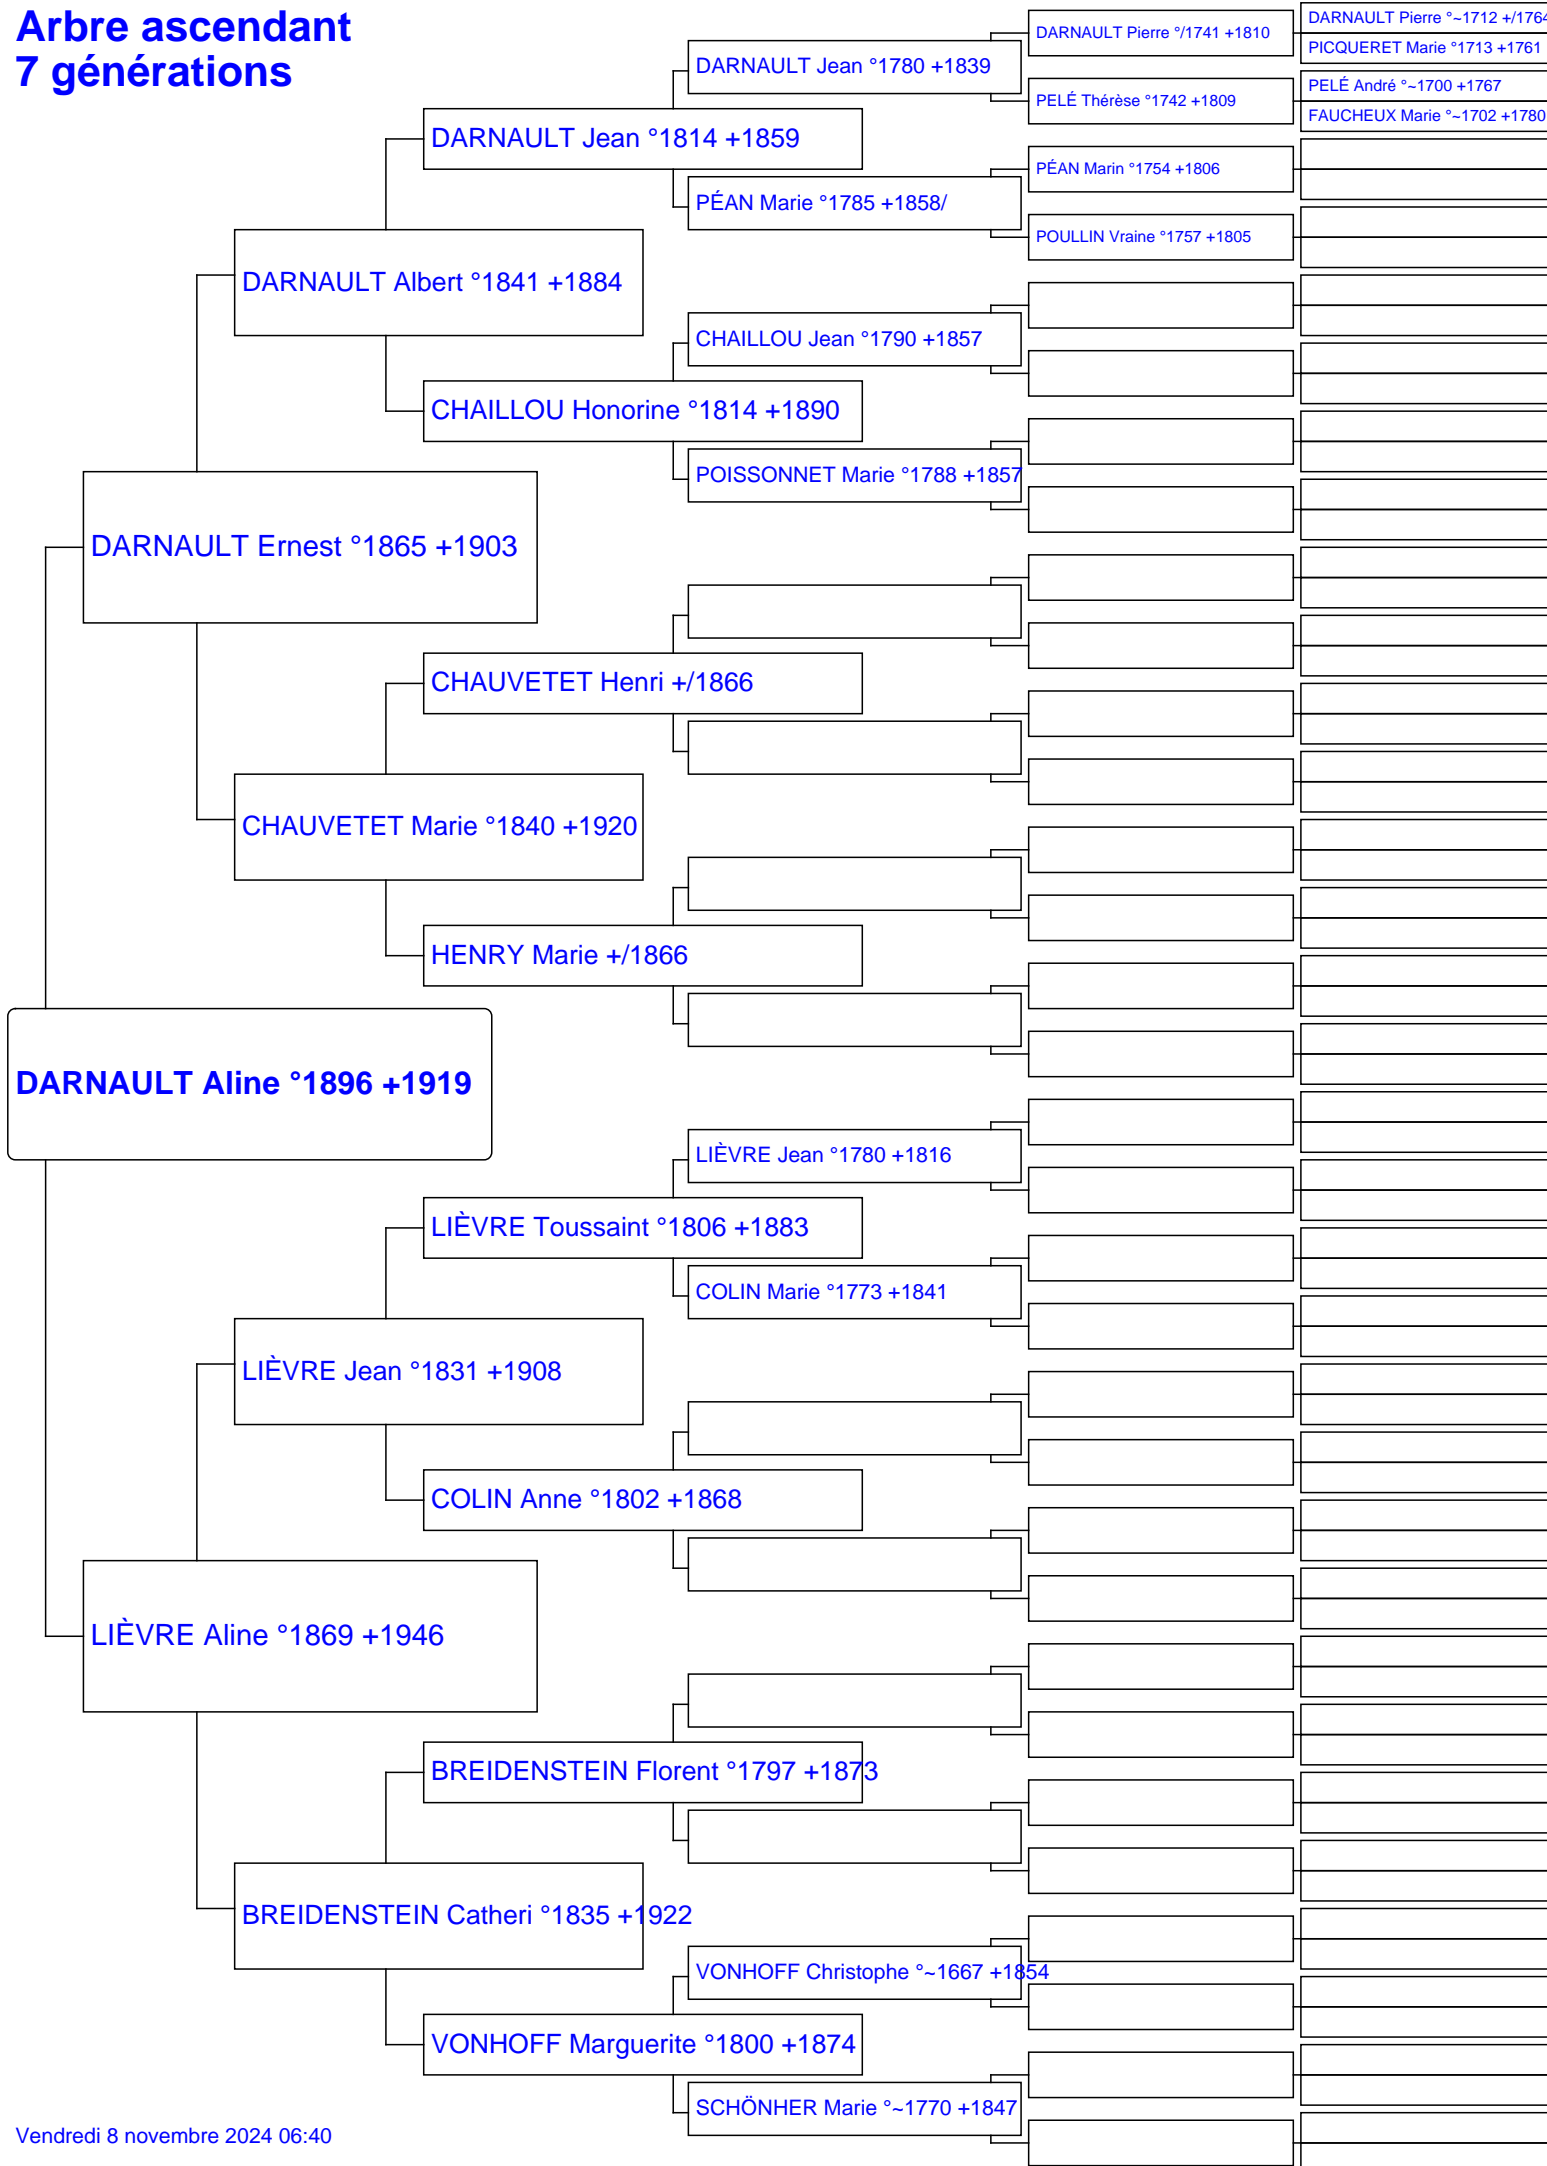 Arbre ascendant
7 générations
DARNAULT Pierre °~1712 +/1764
DARNAULT Pierre °/1741 +1810
PICQUERET Marie °1713 +1761
DARNAULT Jean °1780 +1839
PELÉ André °~1700 +1767
PELÉ Thérèse °1742 +1809
FAUCHEUX Marie °~1702 +1780
DARNAULT Jean °1814 +1859
PÉAN Marin °1754 +1806
PÉAN Marie °1785 +1858/
POULLIN Vraine °1757 +1805
DARNAULT Albert °1841 +1884
CHAILLOU Jean °1790 +1857
CHAILLOU Honorine °1814 +1890
POISSONNET Marie °1788 +1857
DARNAULT Ernest °1865 +1903
CHAUVETET Henri +/1866
CHAUVETET Marie °1840 +1920
HENRY Marie +/1866
DARNAULT Aline °1896 +1919
LIÈVRE Jean °1780 +1816
LIÈVRE Toussaint °1806 +1883
COLIN Marie °1773 +1841
LIÈVRE Jean °1831 +1908
COLIN Anne °1802 +1868
LIÈVRE Aline °1869 +1946
BREIDENSTEIN Florent °1797 +1873
BREIDENSTEIN Catheri °1835 +1922
VONHOFF Christophe °~1667 +1854
VONHOFF Marguerite °1800 +1874
SCHÖNHER Marie °~1770 +1847
Vendredi 8 novembre 2024 06:40